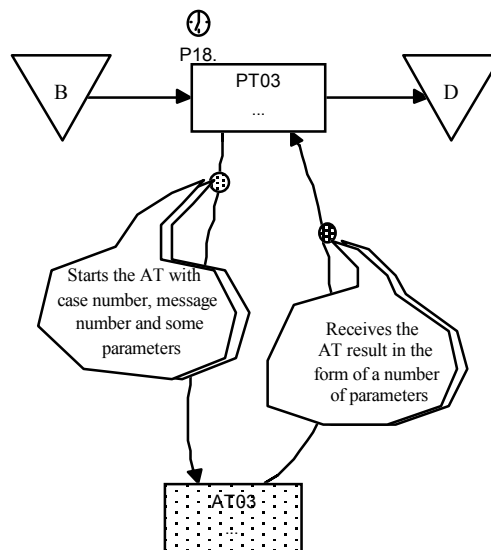 P18.
B
PT03
...
D
Starts the AT with
case number, message
number and some
parameters
Receives the
AT result in the
form of a number
of parameters
AT03
...